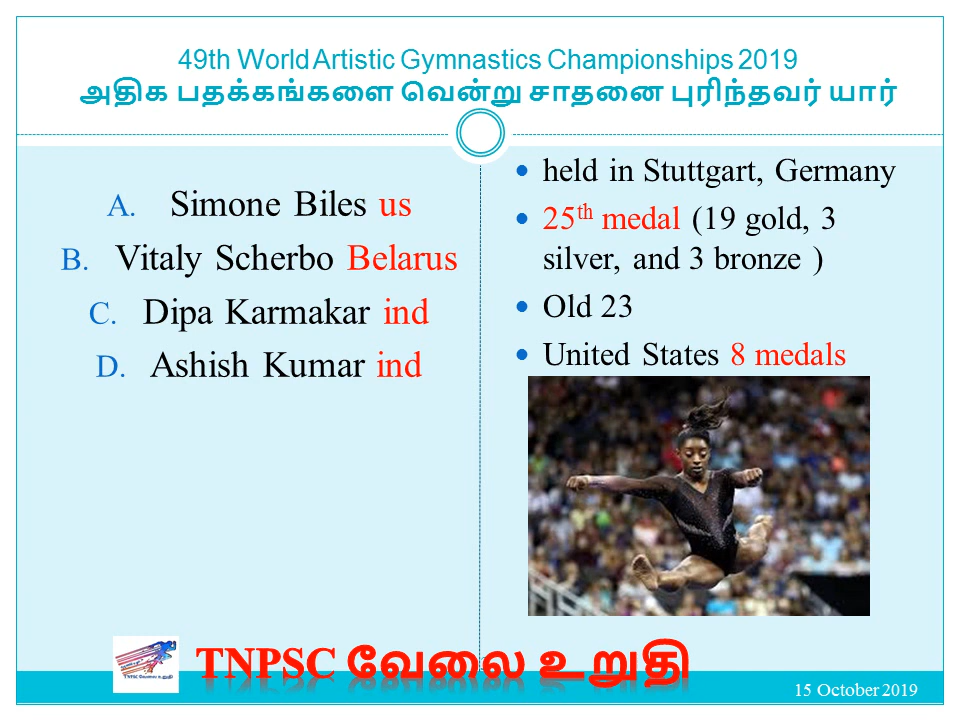 49th World Artistic Gymnastics Championships 2019
அதிக பதக்கங்களை வென்று சாதனை புரிந்தவர் யார்
A. Simone Biles us
B. Vitaly Scherbo Belarus
C. Dipa Karmakar ind
D. Ashish Kumar ind
held in Stuttgart, Germany
25th medal (19 gold, 3
silver, and 3 bronze )
Old 23
United States 8 medals
TNPSC வேலை உறுதி
TNPSC வேலை உறுதி
15 October 2019